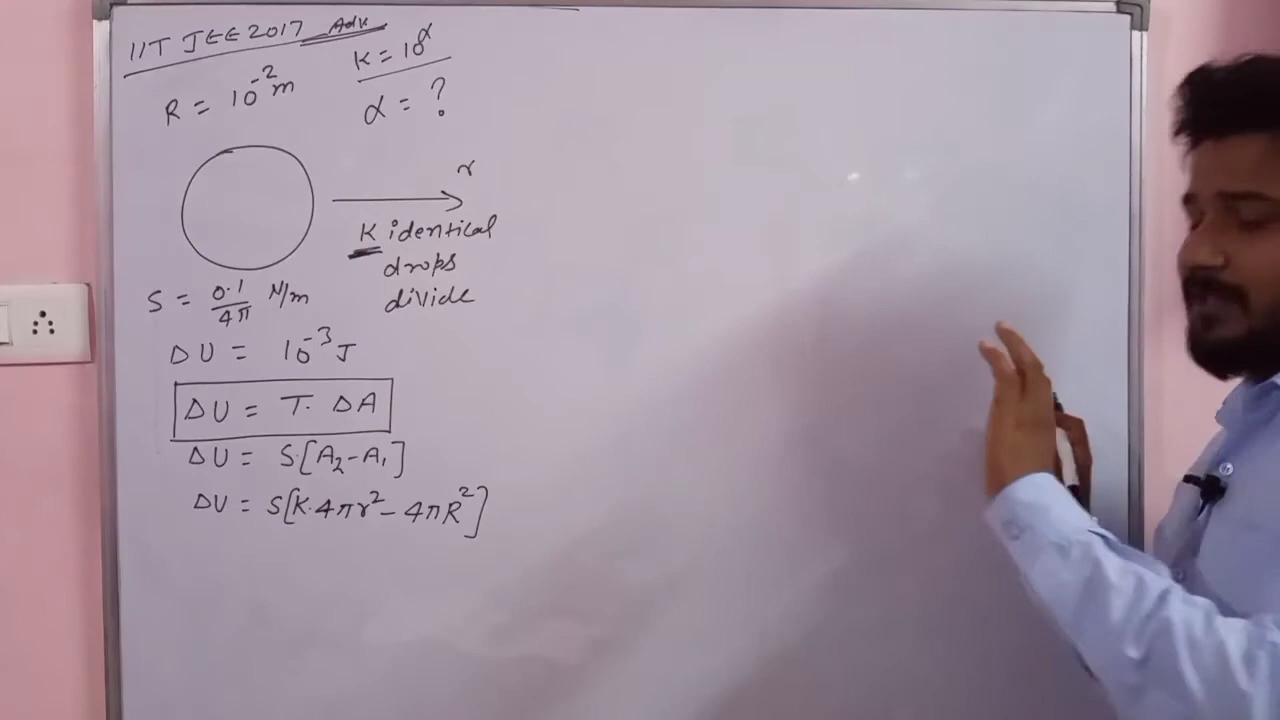 IIT JEE 2017 Adv.
R = 10⁻² m
K = 10^α
α = ?
r
K identical
drops
divide
S = 0.1/4π N/m
ΔU = 10⁻³ J
ΔU = T. ΔA
ΔU = S[A₂-A₁]
ΔU = S[K.4πr² - 4πR²]